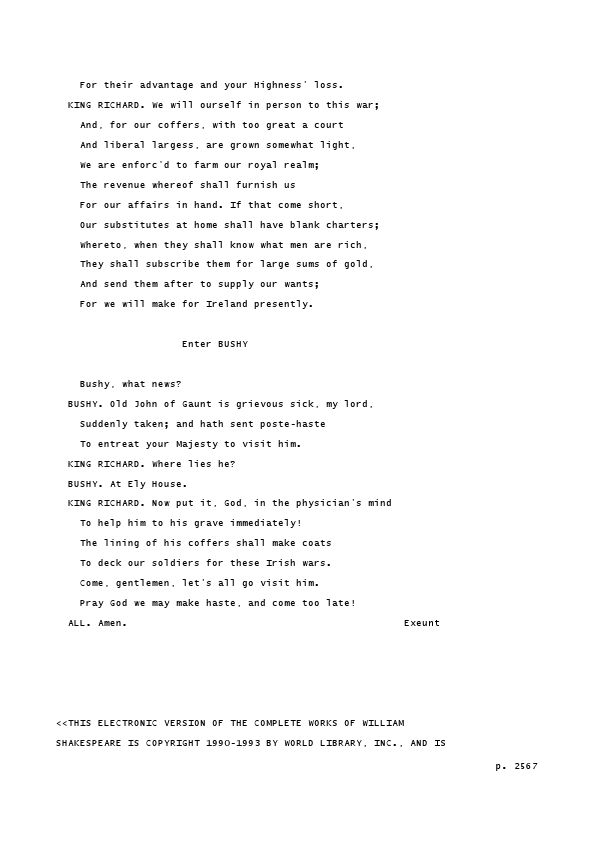 For their advantage and your Highness' loss.
KING RICHARD. We will ourself in person to this war;
And, for our coffers, with too great a court
And liberal largess, are grown somewhat light,
We are enforc'd to farm our royal realm;
The revenue whereof shall furnish us
For our affairs in hand. If that come short,
Our substitutes at home shall have blank charters;
Whereto, when they shall know what men are rich,
They shall subscribe them for large sums of gold,
And send them after to supply our wants;
For we will make for Ireland presently.
Enter BUSHY
Bushy, what news?
BUSHY. Old John of Gaunt is grievous sick, my lord,
Suddenly taken; and hath sent poste-haste
To entreat your Majesty to visit him.
KING RICHARD. Where lies he?
BUSHY. At Ely House.
KING RICHARD. Now put it, God, in the physician's mind
To help him to his grave immediately!
The lining of his coffers shall make coats
To deck our soldiers for these Irish wars.
Come, gentlemen, let's all go visit him.
Pray God we may make haste, and come too late!
ALL. Amen. Exeunt
<<THIS ELECTRONIC VERSION OF THE COMPLETE WORKS OF WILLIAM
SHAKESPEARE IS COPYRIGHT 1990-1993 BY WORLD LIBRARY, INC., AND IS
p. 2567